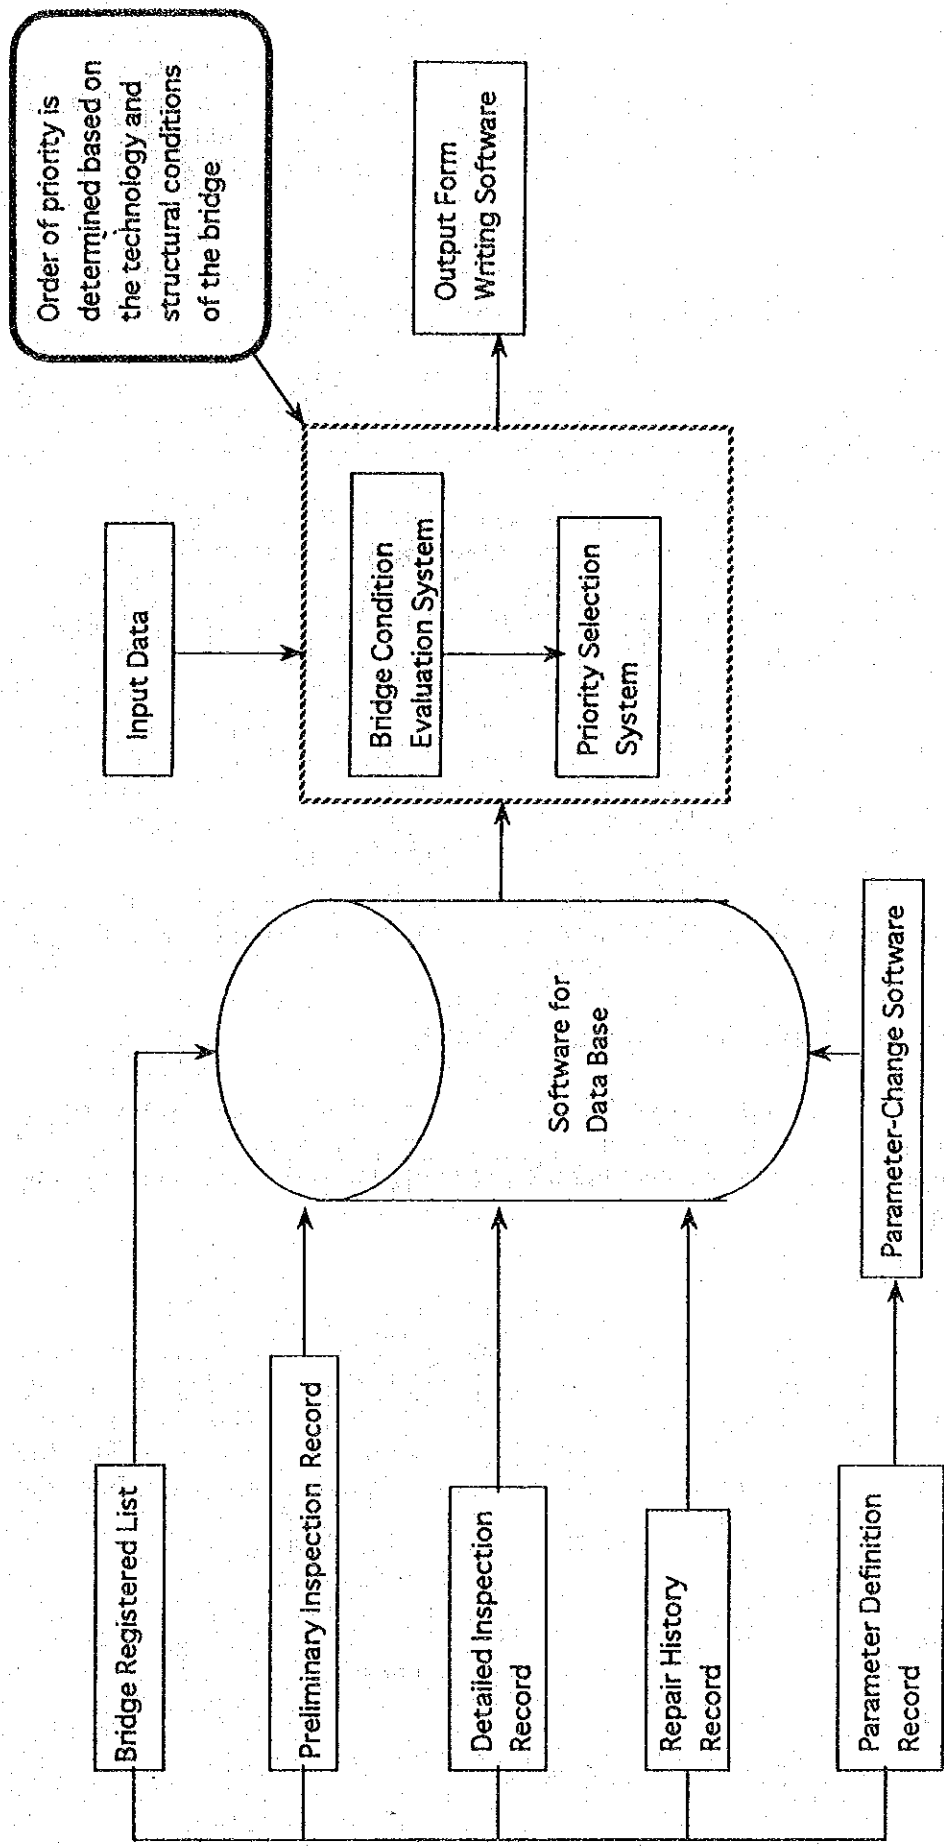 Bridge Registered List
Preliminary Inspection Record
Detailed Inspection
Record
Repair History
Record
Parameter Definition
Record
Parameter-Change Software
Software for
Data Base
Input Data
Bridge Condition
Evaluation System
Priority Selection
System
Order of priority is
determined based on
the technology and
structural conditions
of the bridge
Output Form
Writing Software